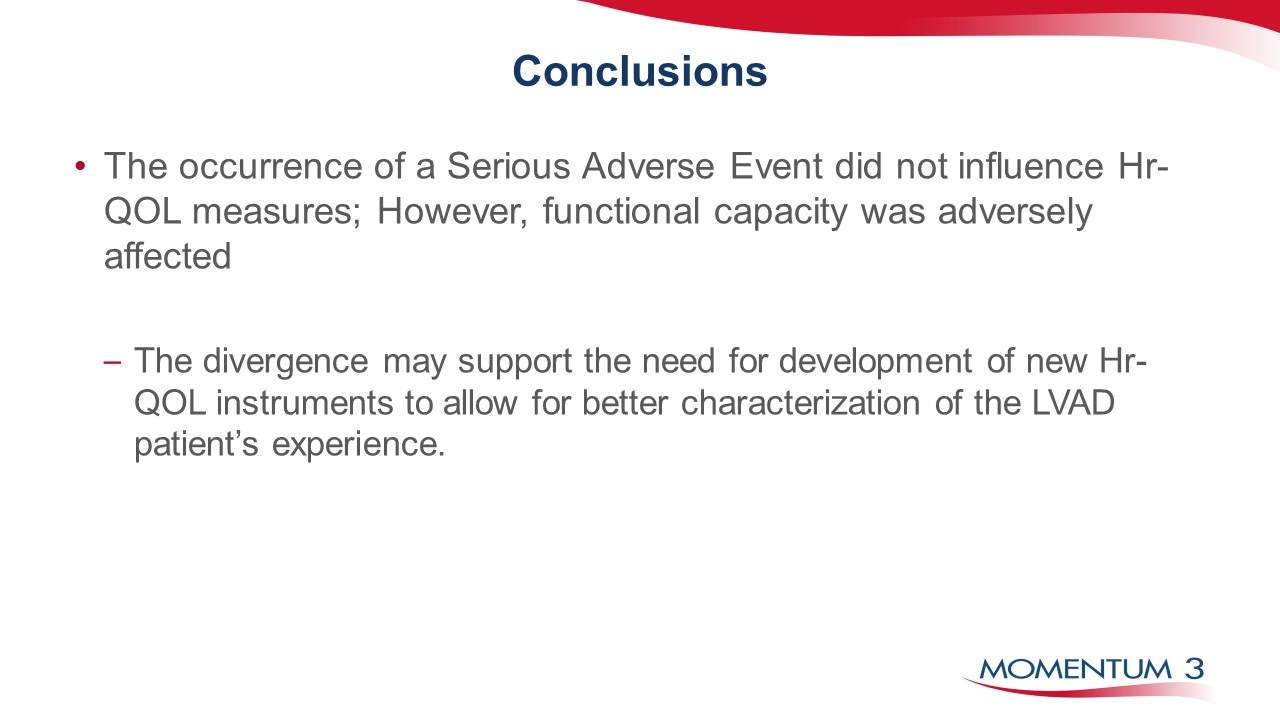 Conclusions
• The occurrence of a Serious Adverse Event did not influence Hr-
QOL measures; However, functional capacity was adversely
affected
– The divergence may support the need for development of new Hr-
QOL instruments to allow for better characterization of the LVAD
patient’s experience.
MOMENTUM 3